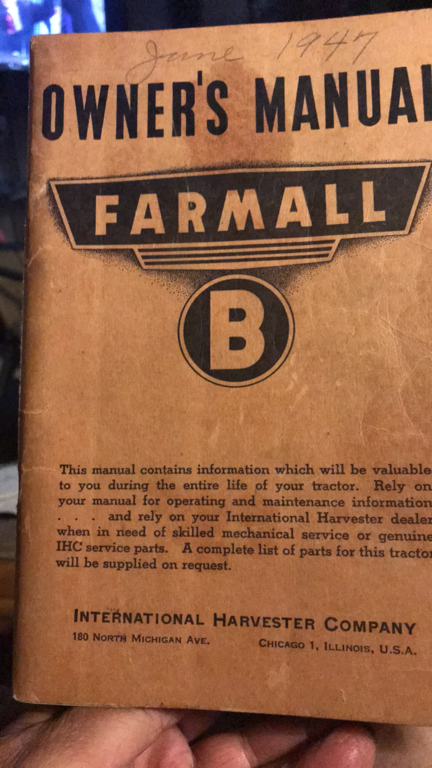 June 1947
OWNER'S MANUAL
FARMALL
B
This manual contains information which will be valuable
to you during the entire life of your tractor. Rely on
your manual for operating and maintenance information
. . . and rely on your International Harvester dealer
when in need of skilled mechanical service or genuine
IHC service parts. A complete list of parts for this tractor
will be supplied on request.
INTERNATIONAL HARVESTER COMPANY
180 NORTH MICHIGAN AVE. CHICAGO 1, ILLINOIS, U.S.A.